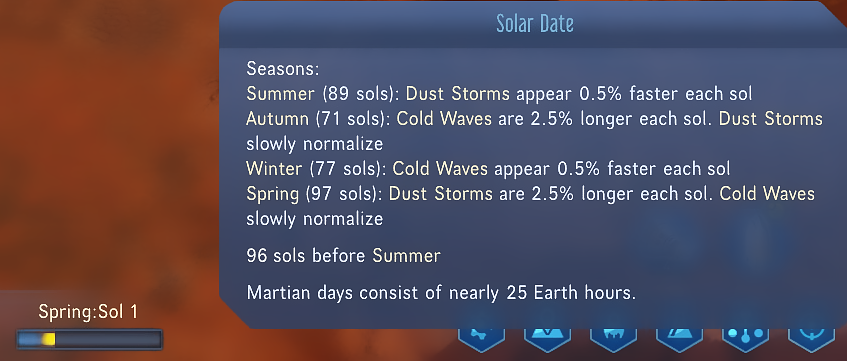 Solar Date
Seasons:
Summer (89 sols): Dust Storms appear 0.5% faster each sol
Autumn (71 sols): Cold Waves are 2.5% longer each sol. Dust Storms
slowly normalize
Winter (77 sols): Cold Waves appear 0.5% faster each sol
Spring (97 sols): Dust Storms are 2.5% longer each sol. Cold Waves
slowly normalize
96 sols before Summer
Martian days consist of nearly 25 Earth hours.
Spring:Sol 1